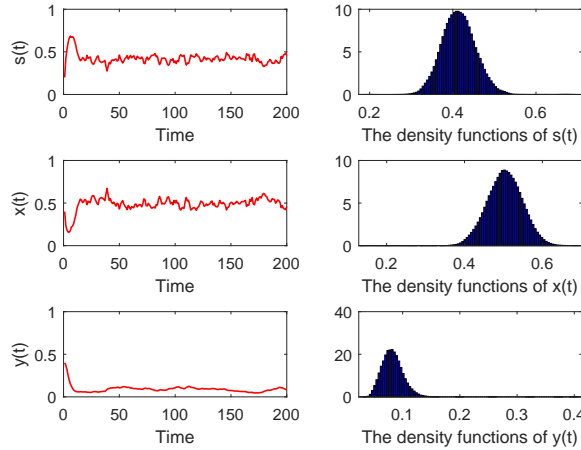 1
0.5
0
s(t)
0 50 100 150 200
Time
10
5
0
0.2 0.4 0.6
The density functions of s(t)
1
0.5
0
x(t)
0 50 100 150 200
Time
10
5
0
0.2 0.4 0.6
The density functions of x(t)
1
0.5
0
y(t)
0 50 100 150 200
Time
40
20
0
0.1 0.2 0.3 0.4
The density functions of y(t)